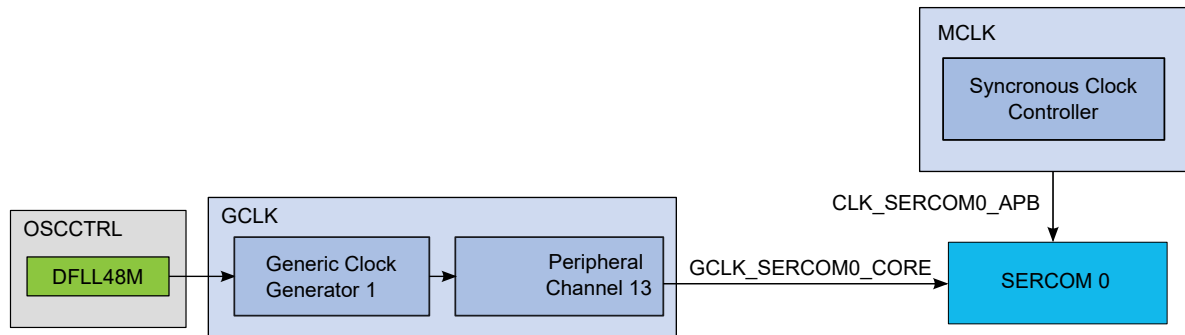 MCLK
Syncronous Clock
Controller
OSCCTRL
DFLL48M
GCLK
Generic Clock
Generator 1
Peripheral
Channel 13
GCLK_SERCOM0_CORE
CLK_SERCOM0_APB
SERCOM 0